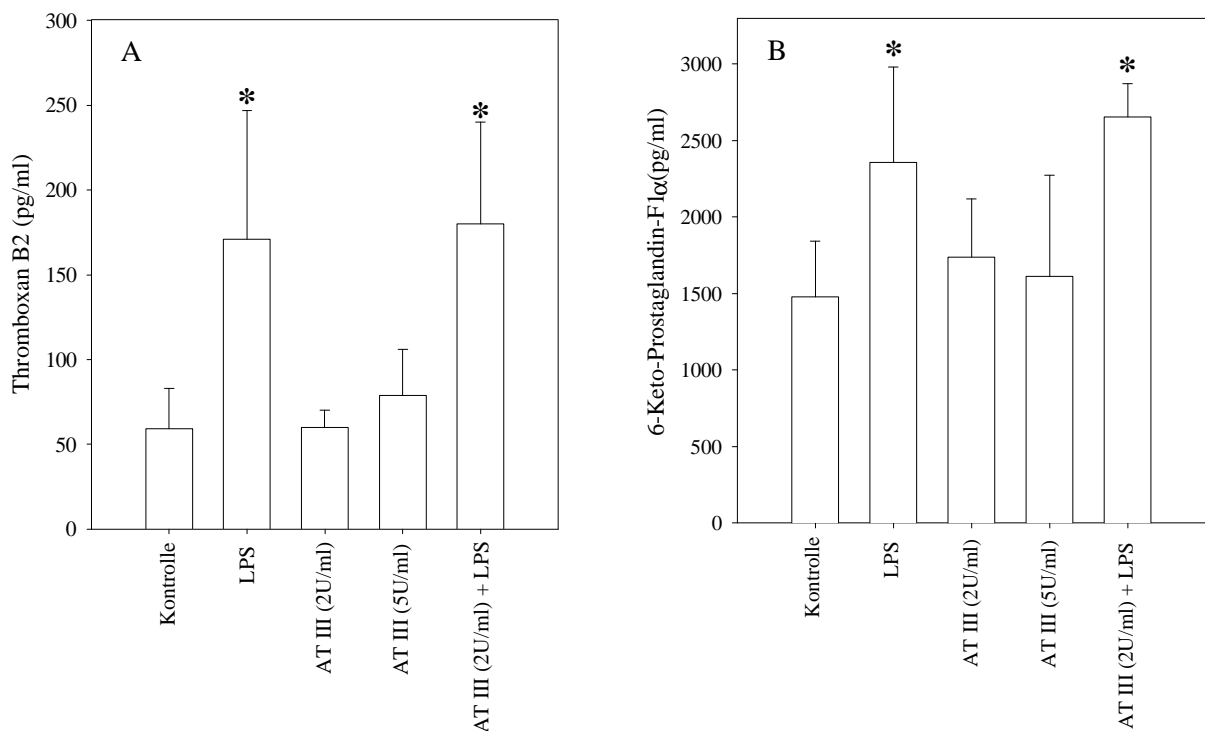 A
Thromboxan B2 (pg/ml)
300
250
200
150
100
50
0
*
*
Kontrolle
LPS
AT III (2U/ml)
AT III (5U/ml)
AT III (2U/ml) + LPS
B
6-Keto-Prostaglandin-F1α(pg/ml)
3000
2500
2000
1500
1000
500
0
*
*
Kontrolle
LPS
AT III (2U/ml)
AT III (5U/ml)
AT III (2U/ml) + LPS